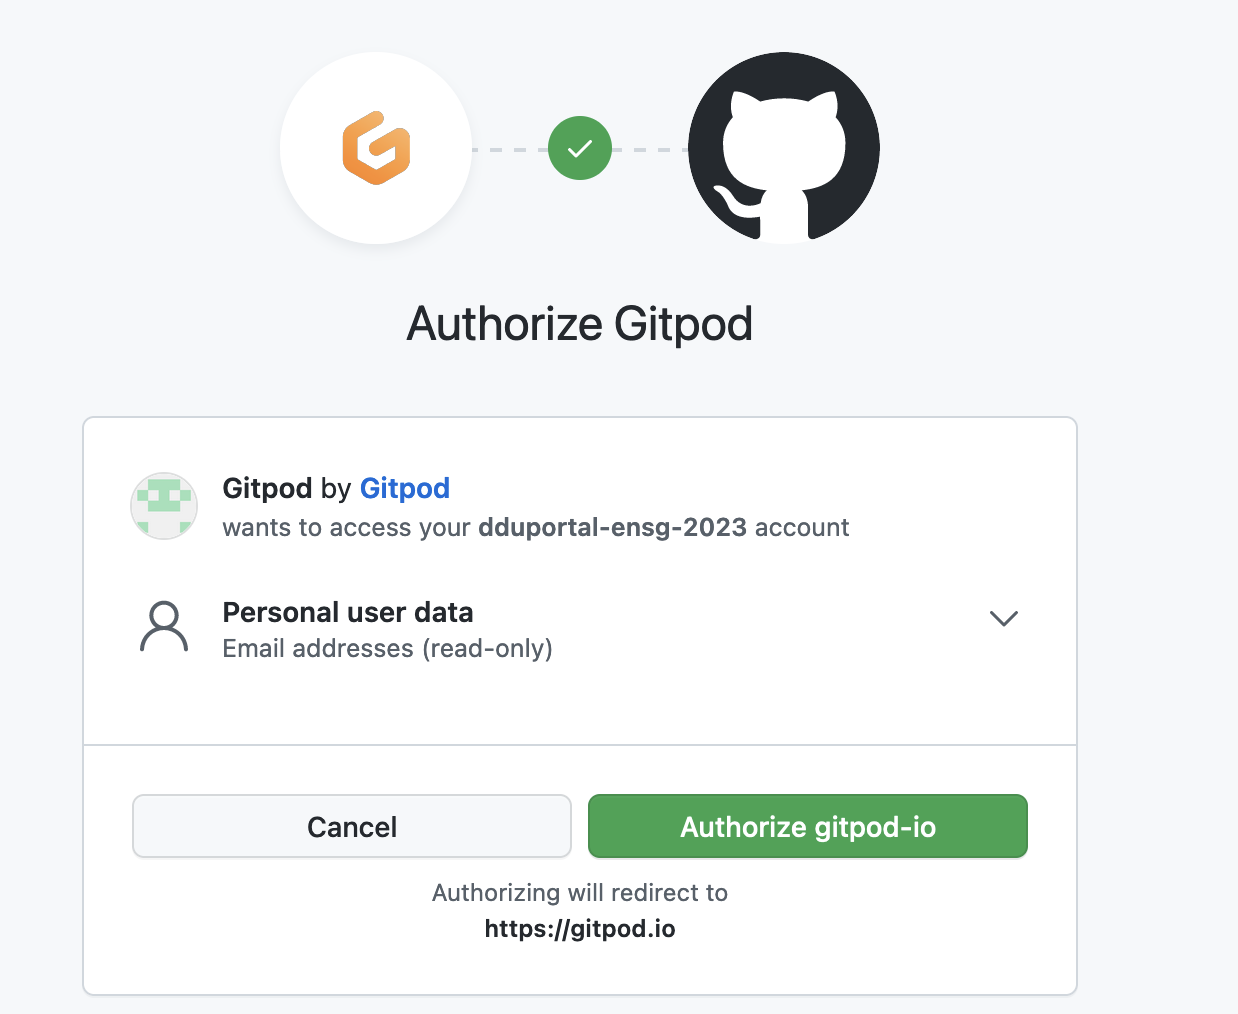 Authorize Gitpod
Gitpod by Gitpod
wants to access your dduportal-ensg-2023 account
Personal user data
Email addresses (read-only)
Cancel
Authorize gitpod-io
Authorizing will redirect to
https://gitpod.io